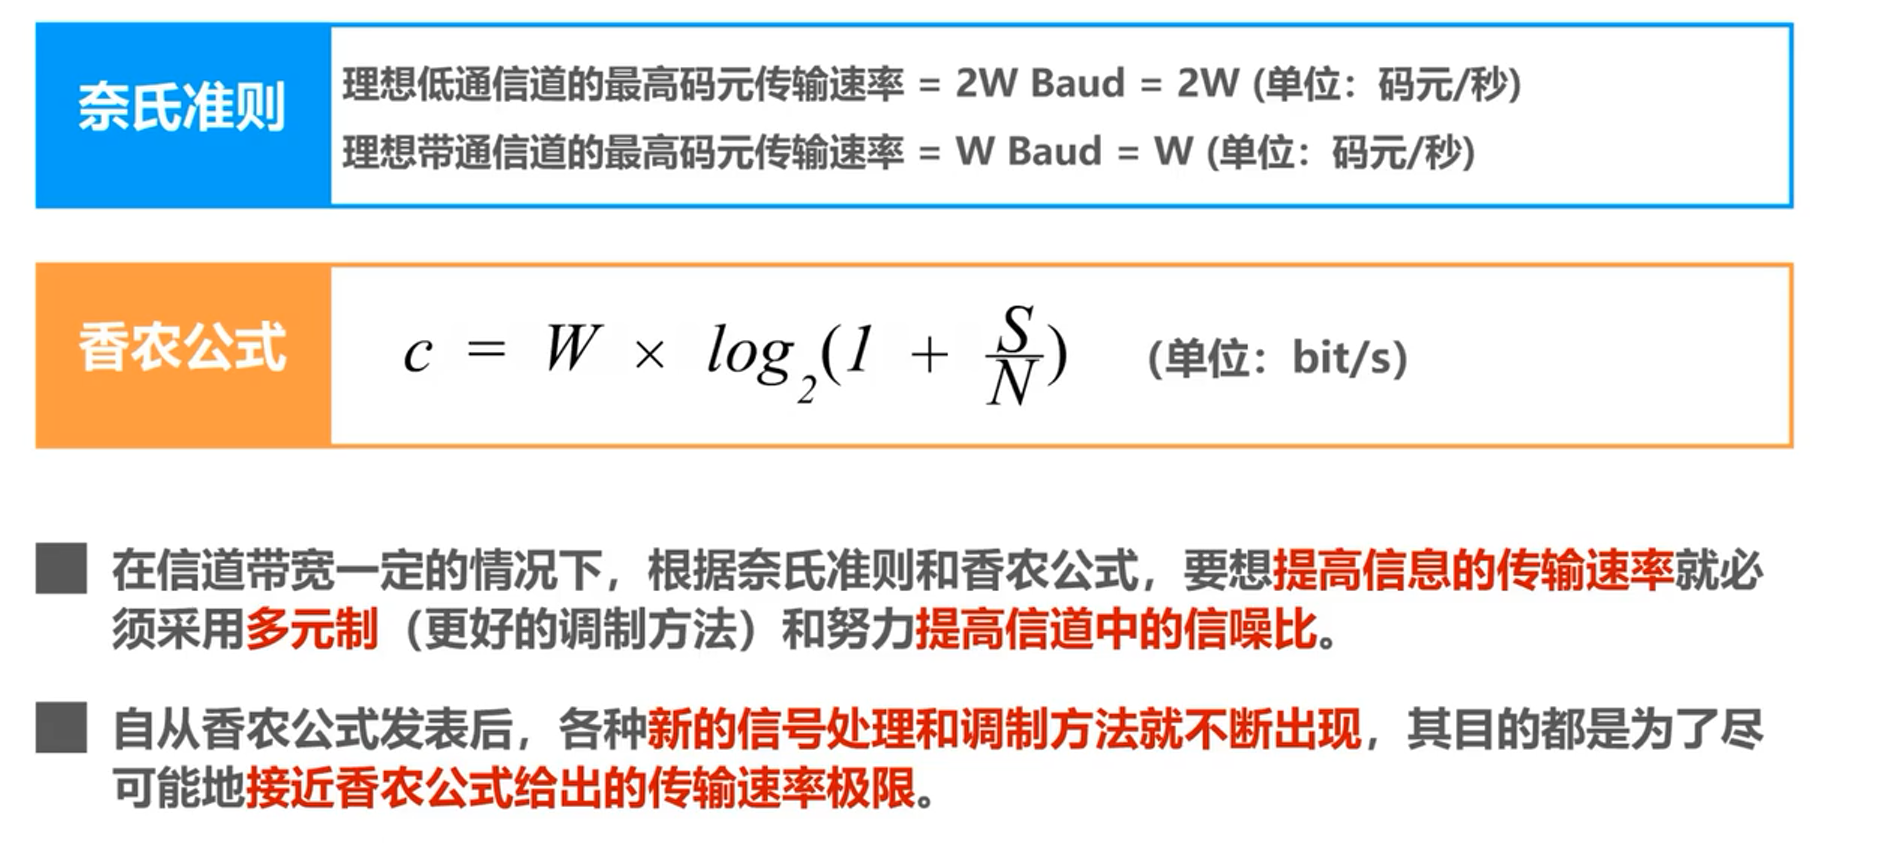 奈氏准则
理想低通信道的最高码元传输速率 = 2W Baud = 2W (单位：码元/秒)
理想带通信道的最高码元传输速率 = W Baud = W (单位：码元/秒)
香农公式
c = W × log₂(1 + S/N) (单位：bit/s)
在信道带宽一定的情况下，根据奈氏准则和香农公式，要想提高信息的传输速率就必
须采用多元制（更好的调制方法）和努力提高信道中的信噪比。
自从香农公式发表后，各种新的信号处理和调制方法就不断出现，其目的都是为了尽
可能地接近香农公式给出的传输速率极限。